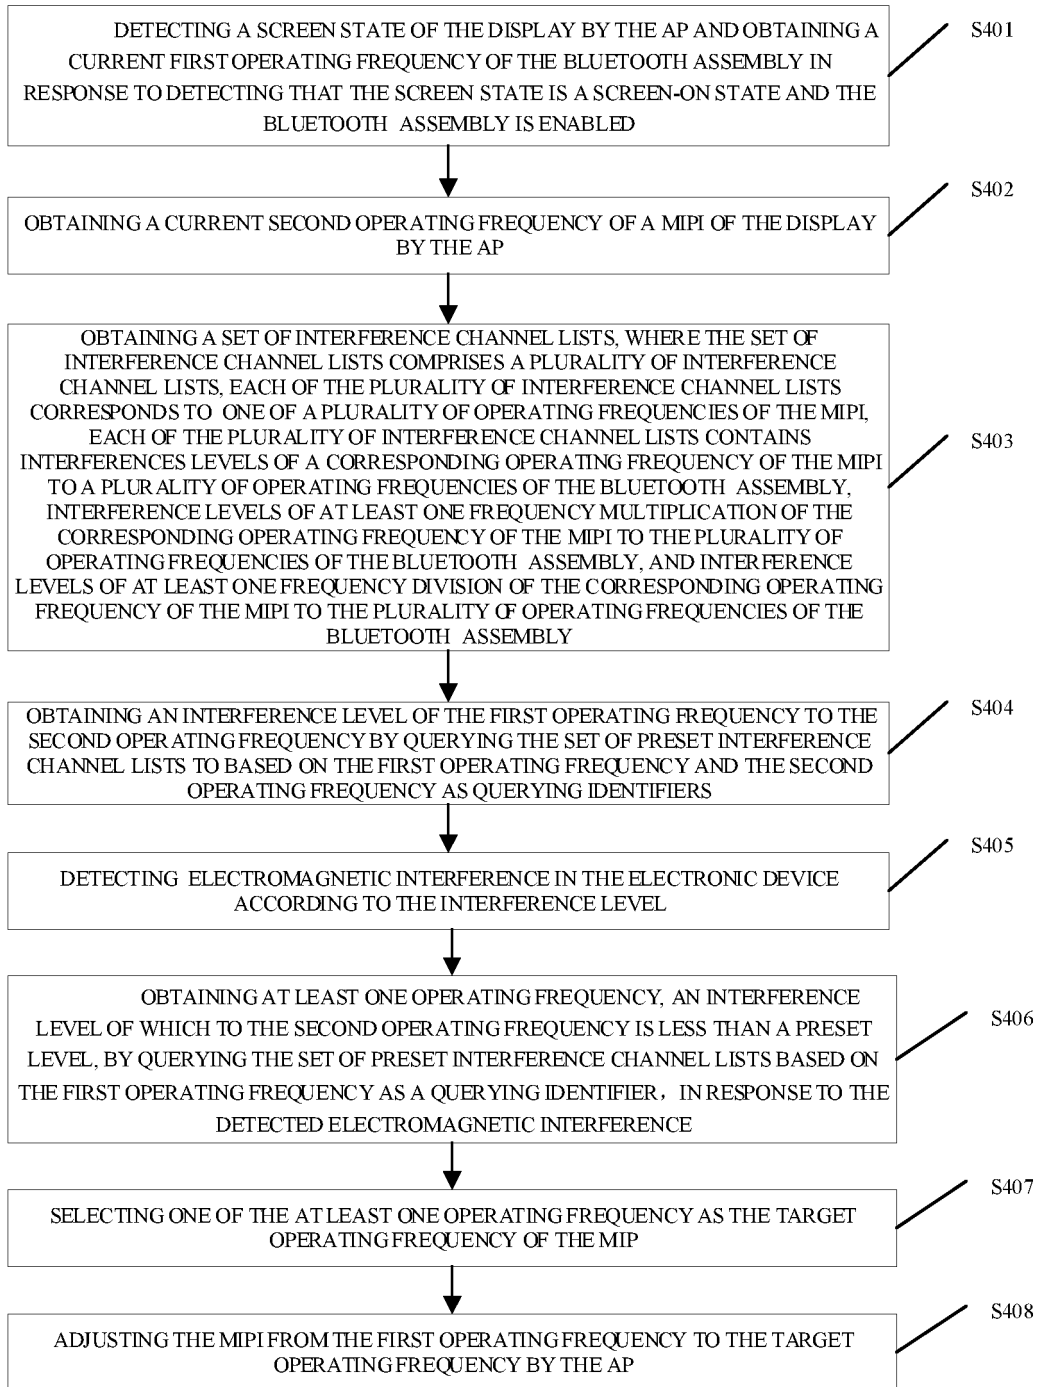 DETECTING A SCREEN STATE OF THE DISPLAY BY THE AP AND OBTAINING A
CURRENT FIRST OPERATING FREQUENCY OF THE BLUETOOTH ASSEMBLY IN
RESPONSE TO DETECTING THAT THE SCREEN STATE IS A SCREEN-ON STATE AND THE
BLUETOOTH ASSEMBLY IS ENABLED
S401
OBTAINING A CURRENT SECOND OPERATING FREQUENCY OF A MIPI OF THE DISPLAY
BY THE AP
S402
OBTAINING A SET OF INTERFERENCE CHANNEL LISTS, WHERE THE SET OF
INTERFERENCE CHANNEL LISTS COMPRISES A PLURALITY OF INTERFERENCE
CHANNEL LISTS, EACH OF THE PLURALITY OF INTERFERENCE CHANNEL LISTS
CORRESPONDS TO ONE OF A PLURALITY OF OPERATING FREQUENCIES OF THE MIPI,
EACH OF THE PLURALITY OF INTERFERENCE CHANNEL LISTS CONTAINS
INTERFERENCES LEVELS OF A CORRESPONDING OPERATING FREQUENCY OF THE MIPI
TO A PLURALITY OF OPERATING FREQUENCIES OF THE BLUETOOTH ASSEMBLY,
INTERFERENCE LEVELS OF AT LEAST ONE FREQUENCY MULTIPLICATION OF THE
CORRESPONDING OPERATING FREQUENCY OF THE MIPI TO THE PLURALITY OF
OPERATING FREQUENCIES OF THE BLUETOOTH ASSEMBLY, AND INTERFERENCE
LEVELS OF AT LEAST ONE FREQUENCY DIVISION OF THE CORRESPONDING OPERATING
FREQUENCY OF THE MIPI TO THE PLURALITY OF OPERATING FREQUENCIES OF THE
BLUETOOTH ASSEMBLY
S403
OBTAINING AN INTERFERENCE LEVEL OF THE FIRST OPERATING FREQUENCY TO THE
SECOND OPERATING FREQUENCY BY QUERYING THE SET OF PRESET INTERFERENCE
CHANNEL LISTS TO BASED ON THE FIRST OPERATING FREQUENCY AND THE SECOND
OPERATING FREQUENCY AS QUERYING IDENTIFIERS
S404
DETECTING ELECTROMAGNETIC INTERFERENCE IN THE ELECTRONIC DEVICE
ACCORDING TO THE INTERFERENCE LEVEL
S405
OBTAINING AT LEAST ONE OPERATING FREQUENCY, AN INTERFERENCE
LEVEL OF WHICH TO THE SECOND OPERATING FREQUENCY IS LESS THAN A PRESET
LEVEL, BY QUERYING THE SET OF PRESET INTERFERENCE CHANNEL LISTS BASED ON
THE FIRST OPERATING FREQUENCY AS A QUERYING IDENTIFIER，IN RESPONSE TO THE
DETECTED ELECTROMAGNETIC INTERFERENCE
S406
SELECTING ONE OF THE AT LEAST ONE OPERATING FREQUENCY AS THE TARGET
OPERATING FREQUENCY OF THE MIP
S407
ADJUSTING THE MIPI FROM THE FIRST OPERATING FREQUENCY TO THE TARGET
OPERATING FREQUENCY BY THE AP
S408